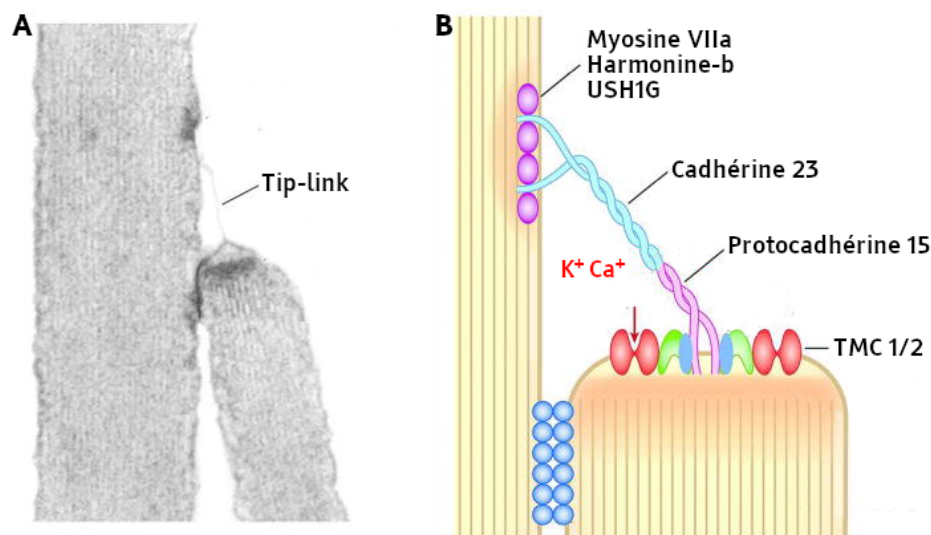 A
Tip-link
B
Myosine VIIa
Harmonine-b
USH1G
Cadhérine 23
Protocadhérine 15
K⁺ Ca⁺
TMC 1/2